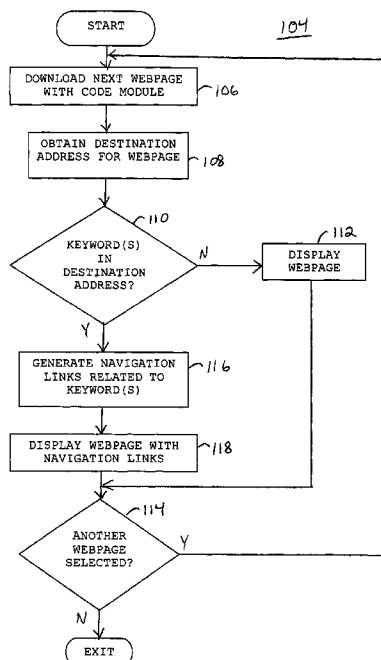 START
104
DOWNLOAD NEXT WEBPAGE
WITH CODE MODULE
106
OBTAIN DESTINATION
ADDRESS FOR WEBPAGE
108
110
KEYWORD(S)
IN
DESTINATION
ADDRESS?
N
112
DISPLAY
WEBPAGE
Y
GENERATE NAVIGATION
LINKS RELATED TO
KEYWORD(S)
116
DISPLAY WEBPAGE WITH
NAVIGATION LINKS
118
114
ANOTHER
WEBPAGE
SELECTED?
Y
N
EXIT